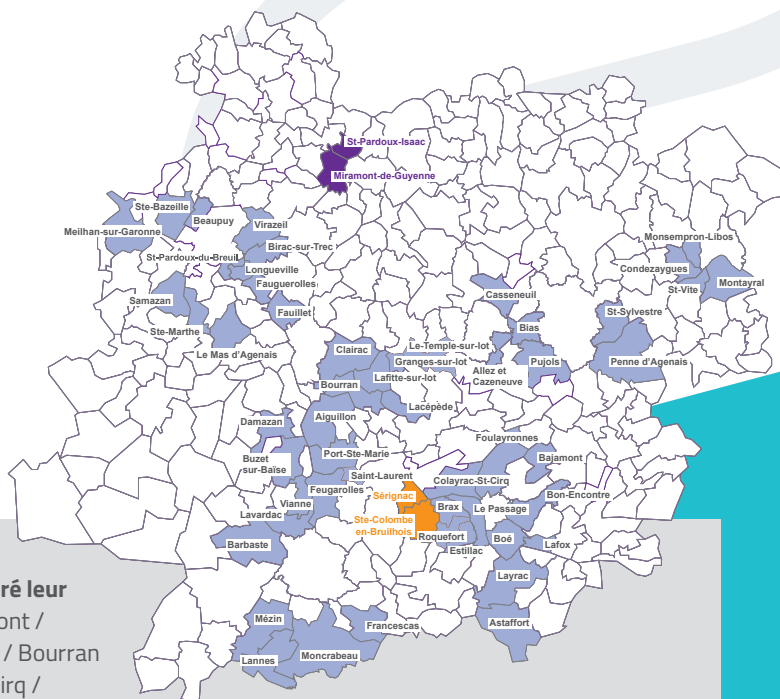 St-Pardoux-Isaac
Miramont-de-Guyenne
Ste-Bazeille
Beaupuy
Meilhan-sur-Garonne
Virazeil
Birac-sur-Trec
St-Pardoux-du-Breuil
Longueville
Fauguerolles
Samazan
Fauillet
Ste-Marthe
Le Mas d'Agenais
Monsempron-Libos
Condezaygues
St-Vite
Montayral
Casseneuil
St-Sylvestre
Bias
Pujols
Penne d'Agenais
Clairac
Le-Temple-sur-lot
Granges-sur-lot
Allez et
Cazeneuve
Lafitte-sur-lot
Bourran
Lacépède
Aiguillon
Damazan
Foulayronnes
Buzet
sur-Baïse
Port-Ste-Marie
Bajamont
Saint-Laurent
Colayrac-St-Cirq
Feugarolles
Sérignac
Bon-Encontre
Vianne
Brax
Le Passage
Lavardac
Ste-Colombe
en-Bruilhois
Roquefort
Boé
Barbaste
Estillac
Lafox
Layrac
Mézin
Francescas
Astaffort
Lannes
Moncrabeau
ré leur
ont /
/ Bourran
irq /